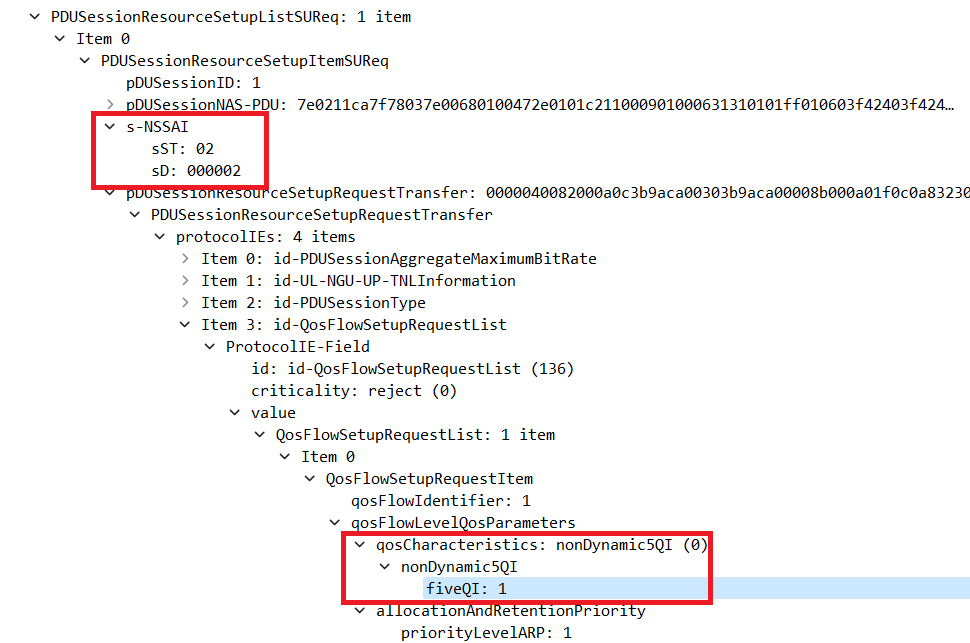 PDUSessionResourceSetupListSUReq: 1 item
Item 0
PDUSessionResourceSetupItemSUReq
pDUSessionID: 1
pDUSessionNAS-PDU: 7e0211ca7f78037e00680100472e0101c211000901000631310101ff010603f42403f424…
s-NSSAI
sST: 02
sD: 000002
pDUSessionResourceSetupRequestTransfer: 0000040082000a0c3b9aca00303b9aca00008b000a01f0c0a83230
PDUSessionResourceSetupRequestTransfer
protocolIEs: 4 items
Item 0: id-PDUSessionAggregateMaximumBitRate
Item 1: id-UL-NGU-UP-TNLInformation
Item 2: id-PDUSessionType
Item 3: id-QosFlowSetupRequestList
ProtocolIE-Field
id: id-QosFlowSetupRequestList (136)
criticality: reject (0)
value
QosFlowSetupRequestList: 1 item
Item 0
QosFlowSetupRequestItem
qosFlowIdentifier: 1
qosFlowLevelQosParameters
qosCharacteristics: nonDynamic5QI (0)
nonDynamic5QI
fiveQI: 1
allocationAndRetentionPriority
priorityLevelARP: 1